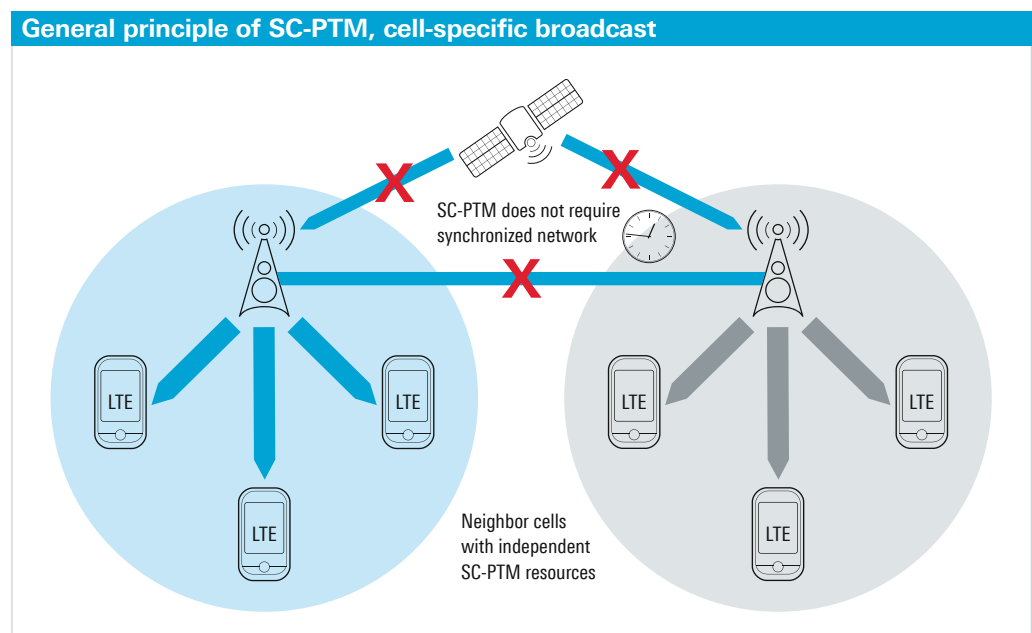 General principle of SC-PTM, cell-specific broadcast
SC-PTM does not require
synchronized network
LTE
LTE
LTE
LTE
LTE
LTE
Neighbor cells
with independent
SC-PTM resources